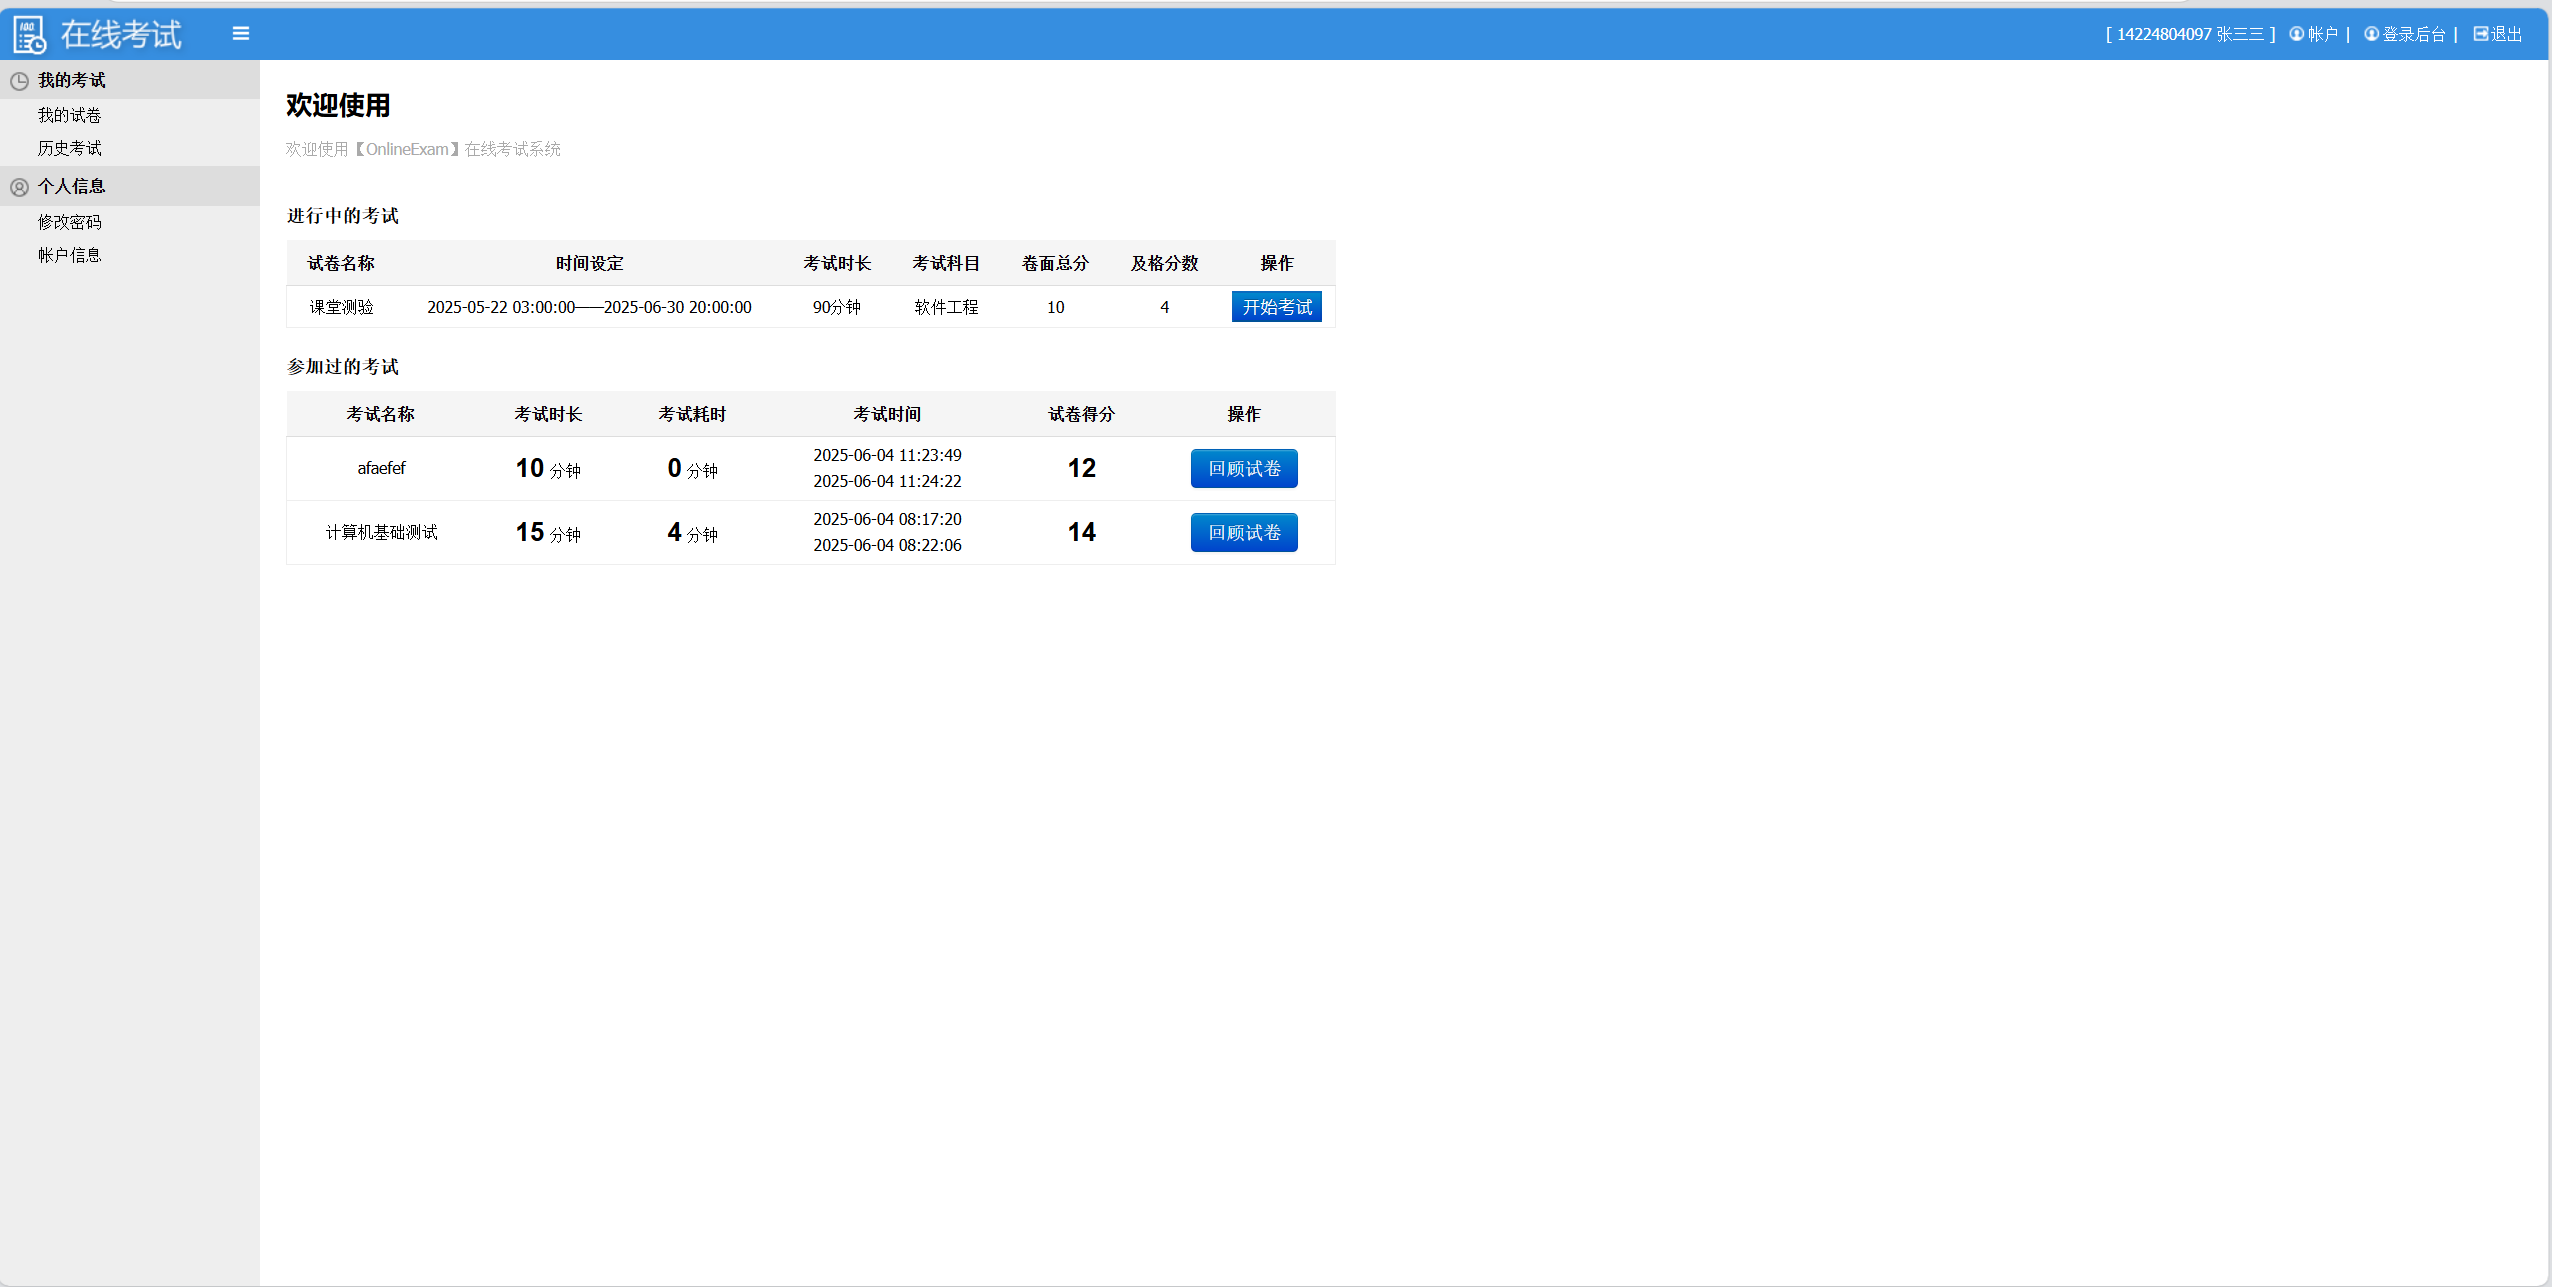 在线考试
[ 14224804097 张三三 ] 帐户 | 登录后台 | 退出
我的考试
我的试卷
历史考试
个人信息
修改密码
帐户信息
欢迎使用
欢迎使用【OnlineExam】在线考试系统
进行中的考试
试卷名称 时间设定 考试时长 考试科目 卷面总分 及格分数 操作
课堂测验 2025-05-22 03:00:00——2025-06-30 20:00:00 90分钟 软件工程 10 4 开始考试
参加过的考试
考试名称 考试时长 考试耗时 考试时间 试卷得分 操作
afaefef 10 分钟 0 分钟 2025-06-04 11:23:49 12 回顾试卷
2025-06-04 11:24:22
计算机基础测试 15 分钟 4 分钟 2025-06-04 08:17:20 14 回顾试卷
2025-06-04 08:22:06